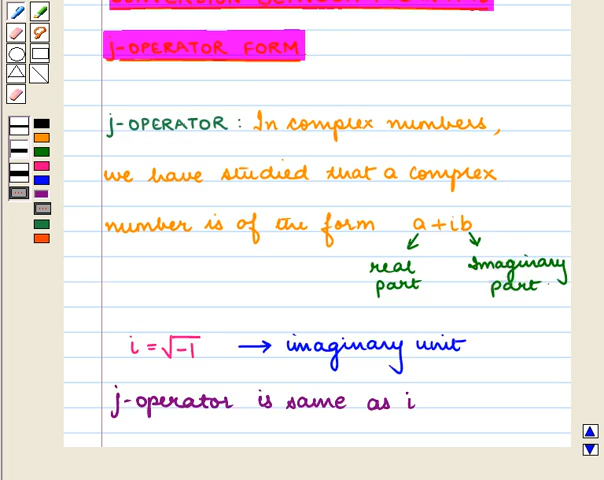 j-OPERATOR FORM
j-OPERATOR : In complex numbers,
we have studied that a complex
number is of the form a + ib
real part
Imaginary part.
i = √-1 → imaginary unit
j-operator is same as i